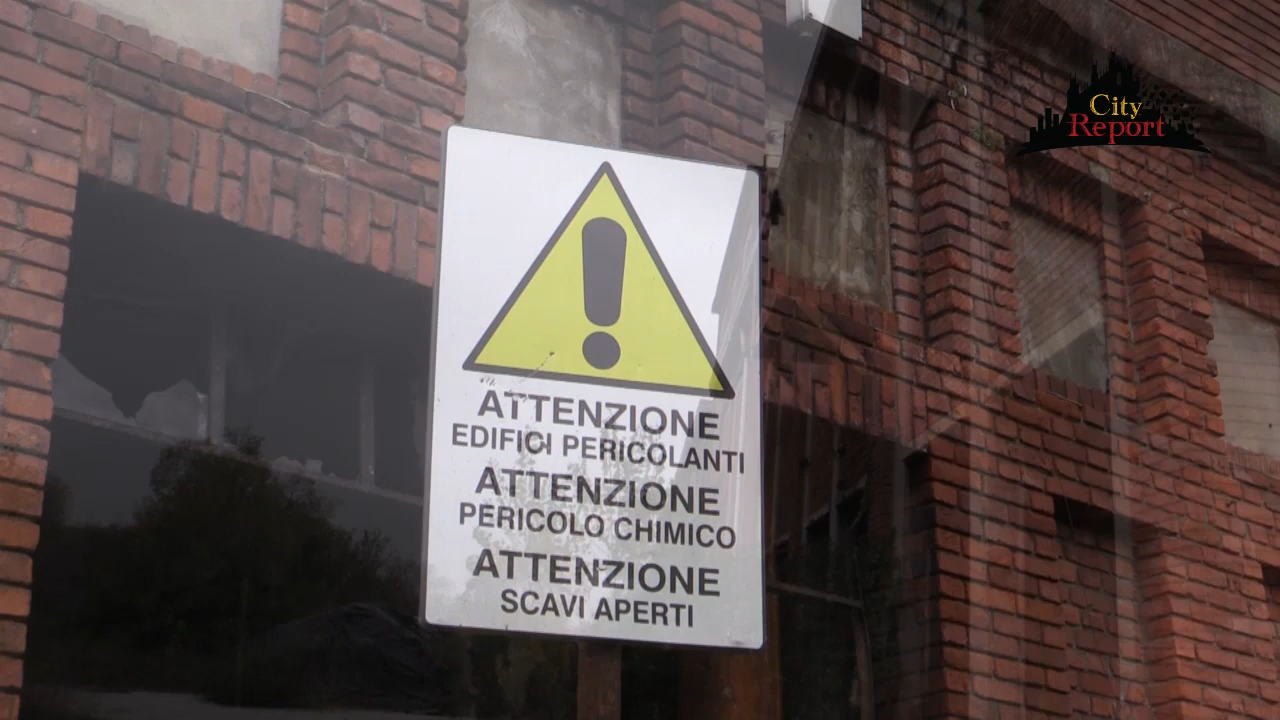 City
Report
ATTENZIONE
EDIFICI PERICOLANTI
ATTENZIONE
PERICOLO CHIMICO
ATTENZIONE
SCAVI APERTI